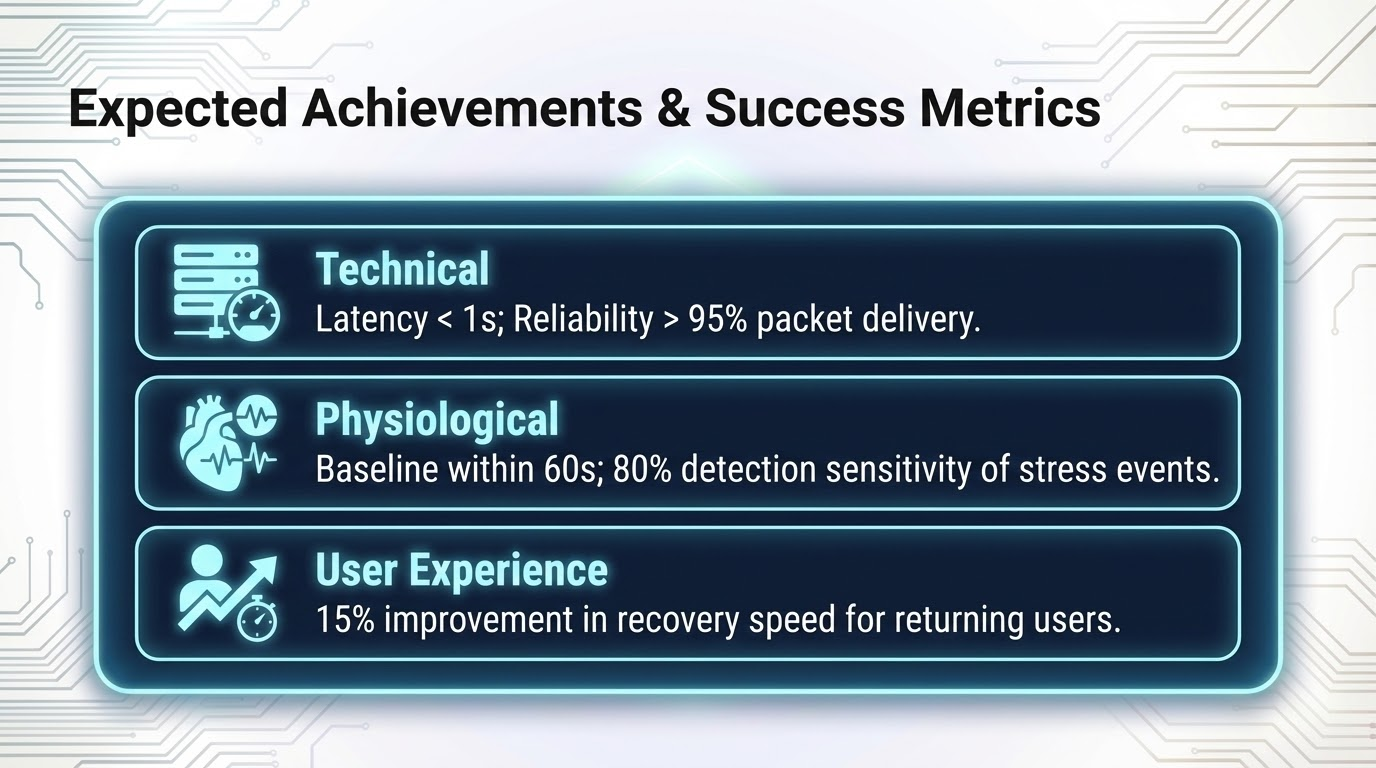 Expected Achievements & Success Metrics
Technical
Latency < 1s; Reliability > 95% packet delivery.
Physiological
Baseline within 60s; 80% detection sensitivity of stress events.
User Experience
15% improvement in recovery speed for returning users.